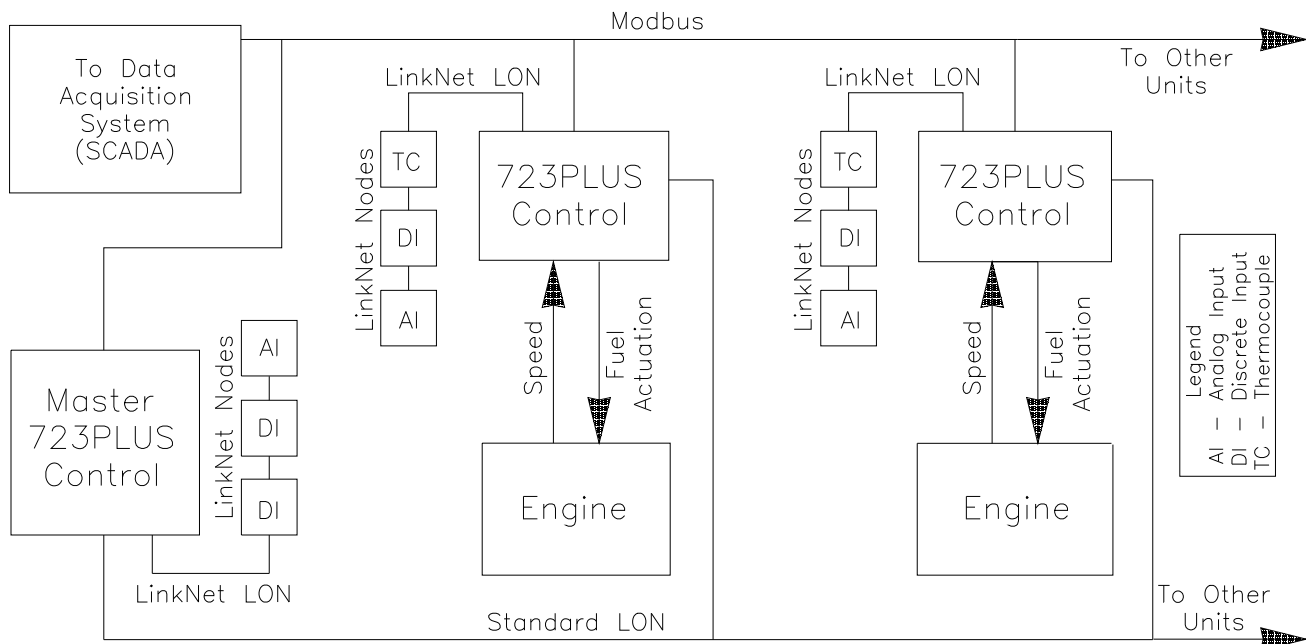 Modbus
To Data
Acquisition
System
(SCADA)
To Other
Units
LinkNet LON
LinkNet Nodes
TC
DI
AI
723PLUS
Control
LinkNet LON
LinkNet Nodes
TC
DI
AI
723PLUS
Control
Speed
Fuel
Actuation
Speed
Fuel
Actuation
Legend
AI – Analog Input
DI – Discrete Input
TC – Thermocouple
Master
723PLUS
Control
LinkNet Nodes
AI
DI
DI
LinkNet LON
Engine
Engine
Standard LON
To Other
Units